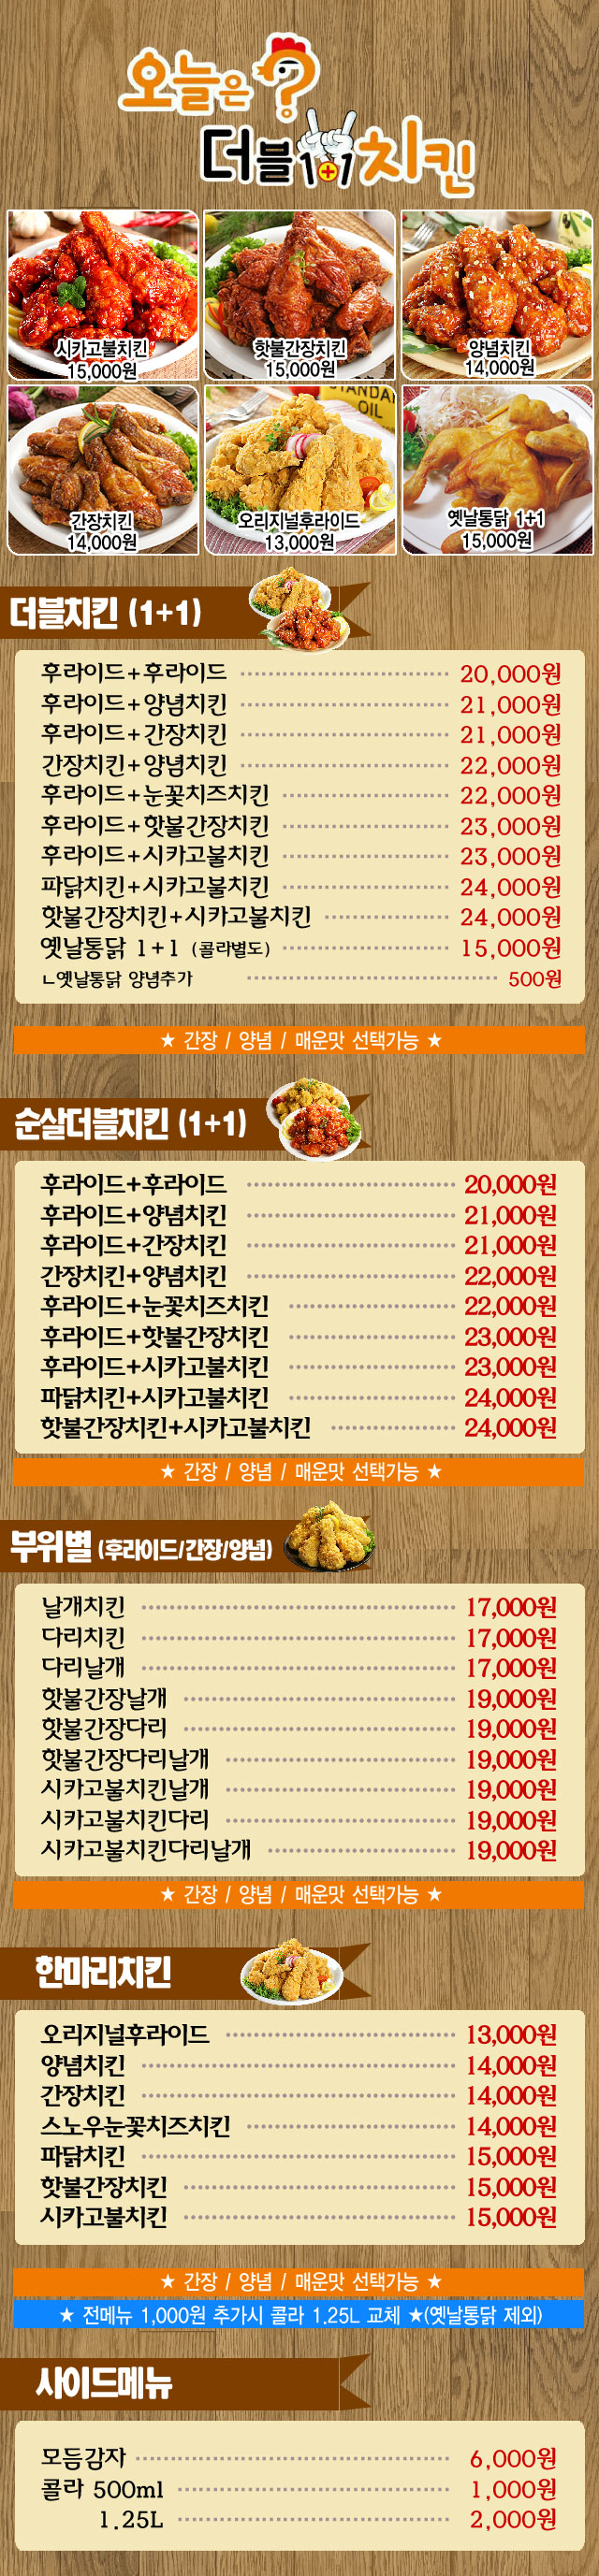 오늘은?
더블1+1치킨
시카고불치킨
15,000원
핫불간장치킨
15,000원
양념치킨
14,000원
STANDA
OIL
간장치킨
14,000원
오리지널후라이드
13,000원
옛날통닭 1+1
15,000원
더블치킨 (1+1)
후라이드+후라이드 20,000원
후라이드+양념치킨 21,000원
후라이드+간장치킨 21,000원
간장치킨+양념치킨 22,000원
후라이드+눈꽃치즈치킨 22,000원
후라이드+핫불간장치킨 23,000원
후라이드+시카고불치킨 23,000원
파닭치킨+시카고불치킨 24,000원
핫불간장치킨+시카고불치킨 24,000원
옛날통닭 1+1 (콜라별도) 15,000원
ㄴ옛날통닭 양념추가 500원
★ 간장 / 양념 / 매운맛 선택가능 ★
순살더블치킨 (1+1)
후라이드+후라이드 20,000원
후라이드+양념치킨 21,000원
후라이드+간장치킨 21,000원
간장치킨+양념치킨 22,000원
후라이드+눈꽃치즈치킨 22,000원
후라이드+핫불간장치킨 23,000원
후라이드+시카고불치킨 23,000원
파닭치킨+시카고불치킨 24,000원
핫불간장치킨+시카고불치킨 24,000원
★ 간장 / 양념 / 매운맛 선택가능 ★
부위별 (후라이드/간장/양념)
날개치킨 17,000원
다리치킨 17,000원
다리날개 17,000원
핫불간장날개 19,000원
핫불간장다리 19,000원
핫불간장다리날개 19,000원
시카고불치킨날개 19,000원
시카고불치킨다리 19,000원
시카고불치킨다리날개 19,000원
★ 간장 / 양념 / 매운맛 선택가능 ★
한마리치킨
오리지널후라이드 13,000원
양념치킨 14,000원
간장치킨 14,000원
스노우눈꽃치즈치킨 14,000원
파닭치킨 15,000원
핫불간장치킨 15,000원
시카고불치킨 15,000원
★ 간장 / 양념 / 매운맛 선택가능 ★
★ 전메뉴 1,000원 추가시 콜라 1.25L 교체 ★(옛날통닭 제외)
사이드메뉴
모듬감자 6,000원
콜라 500ml 1,000원
1.25L 2,000원